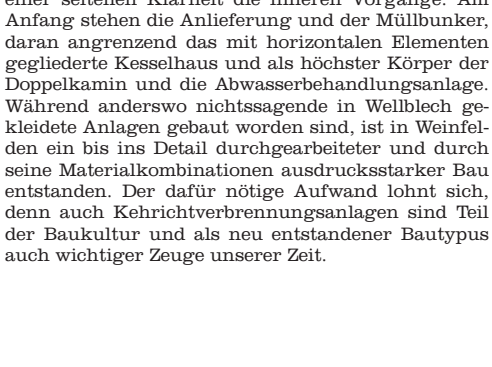 einer seltenen Klarheit die inneren Vorgänge: Am
Anfang stehen die Anlieferung und der Müllbunker,
daran angrenzend das mit horizontalen Elementen
gegliederte Kesselhaus und als höchster Körper der
Doppelkamin und die Abwasserbehandlungsanlage.
Während anderswo nichtssagende in Wellblech ge-
kleidete Anlagen gebaut worden sind, ist in Weinfel-
den ein bis ins Detail durchgearbeiteter und durch
seine Materialkombinationen ausdrucksstarker Bau
entstanden. Der dafür nötige Aufwand lohnt sich,
denn auch Kehrichtverbrennungsanlagen sind Teil
der Baukultur und als neu entstandener Bautypus
auch wichtiger Zeuge unserer Zeit.